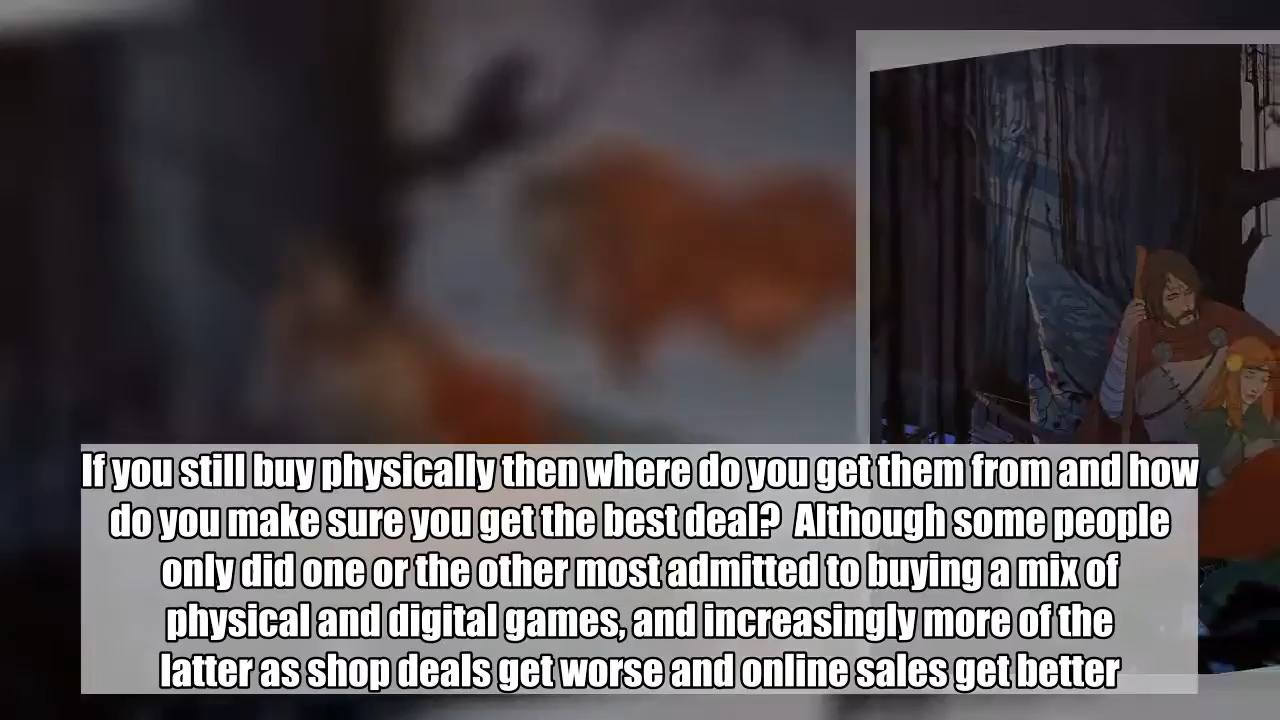 If you still buy physically then where do you get them from and how
do you make sure you get the best deal?  Although some people
only did one or the other most admitted to buying a mix of
physical and digital games, and increasingly more of the
latter as shop deals get worse and online sales get better